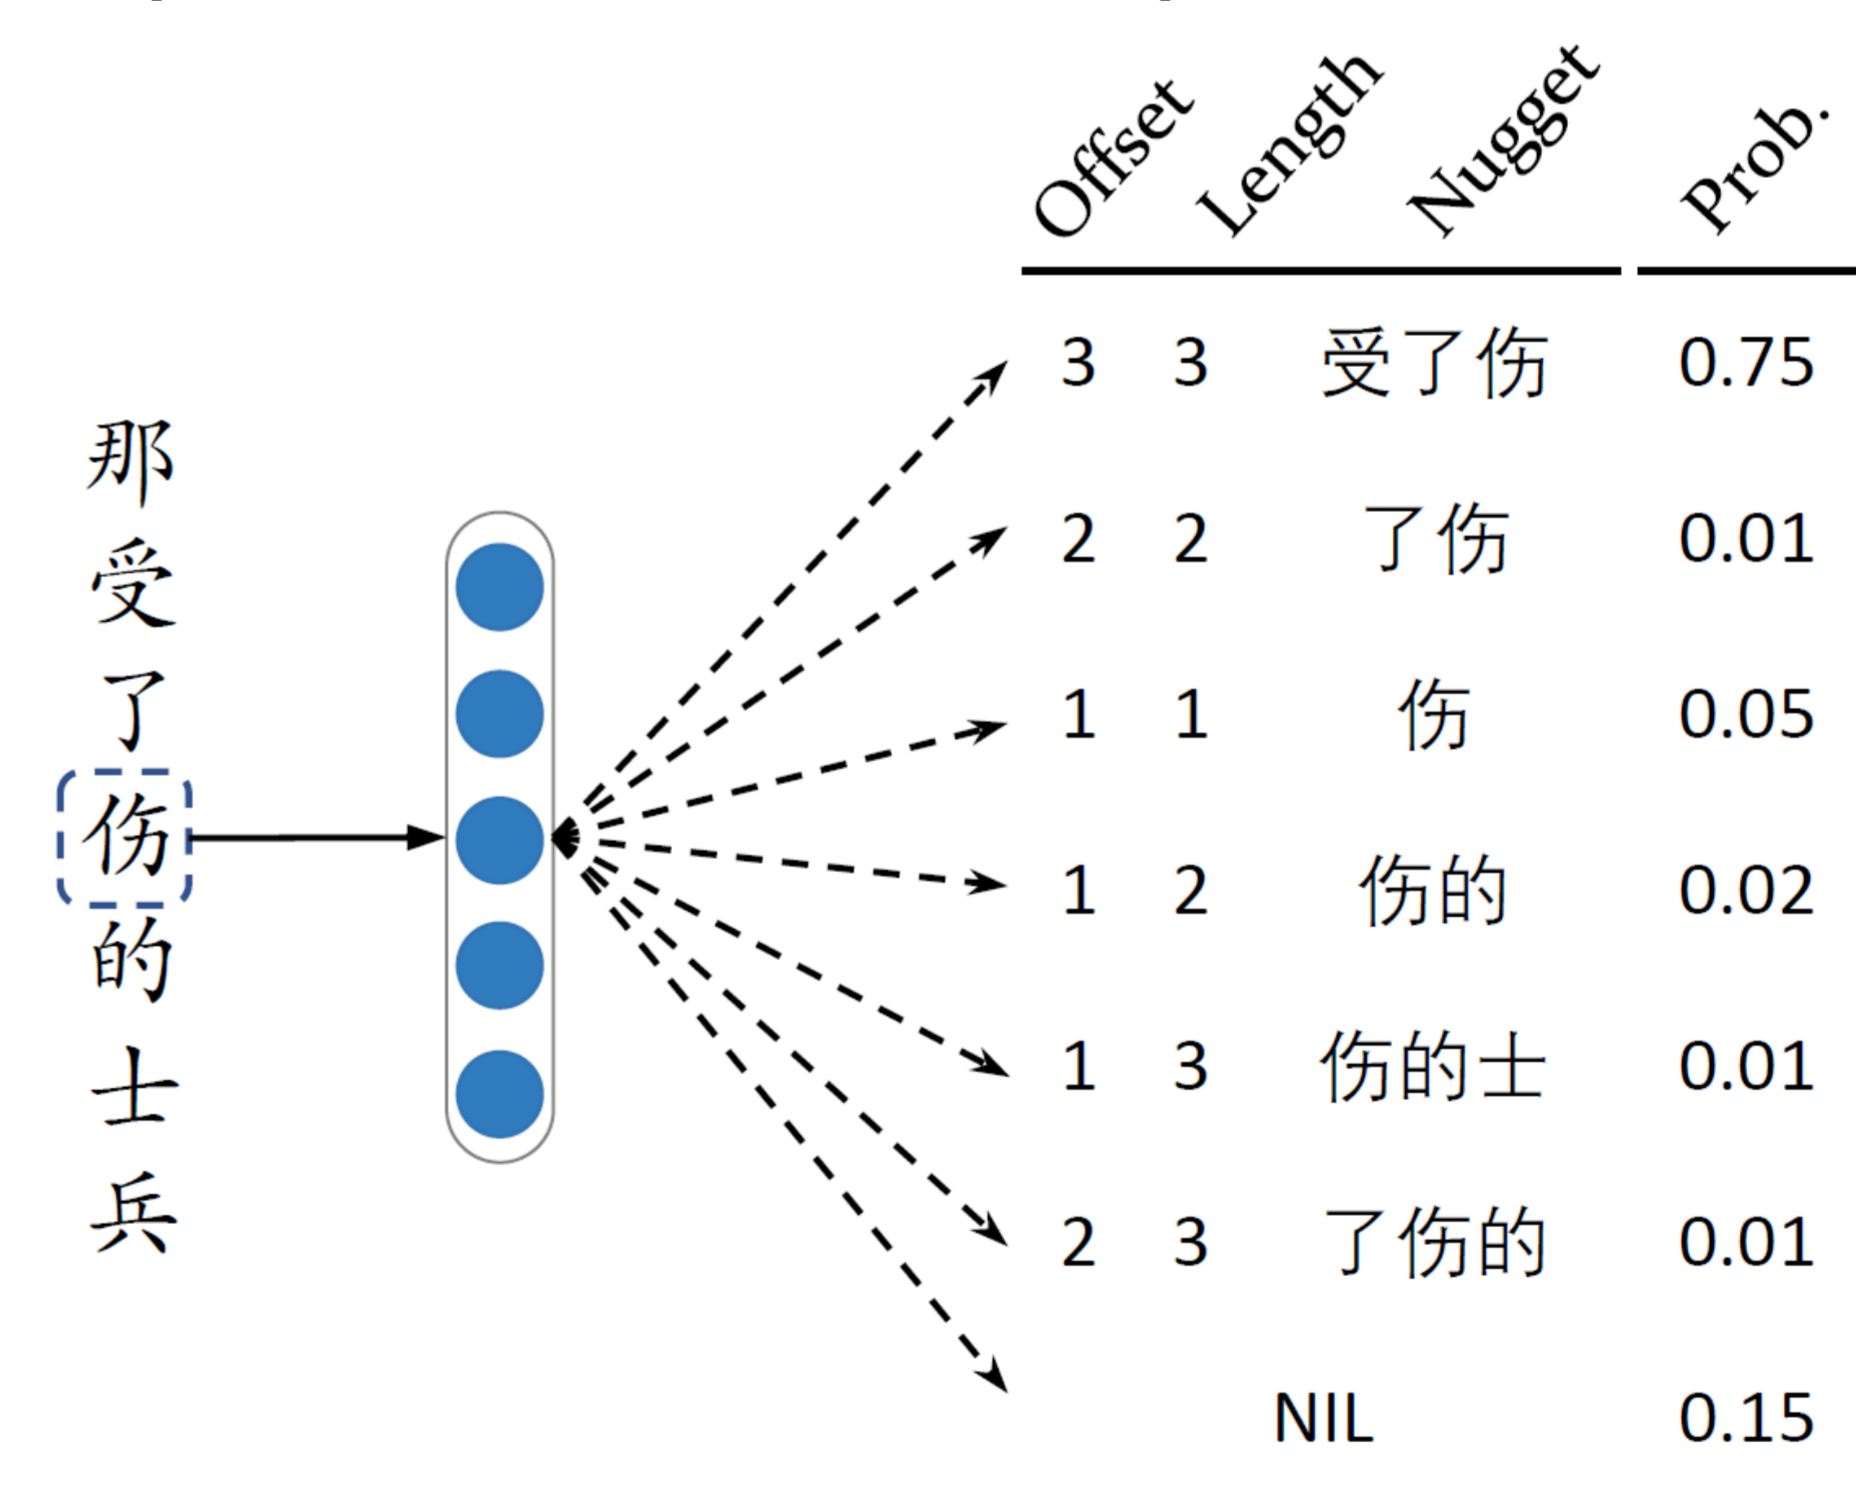 Offset Length Nugget Prob.
那
受
了
伤
的
士
兵
3 3 受了伤 0.75
2 2 了伤 0.01
1 1 伤 0.05
1 2 伤的 0.02
1 3 伤的士 0.01
2 3 了伤的 0.01
NIL 0.15